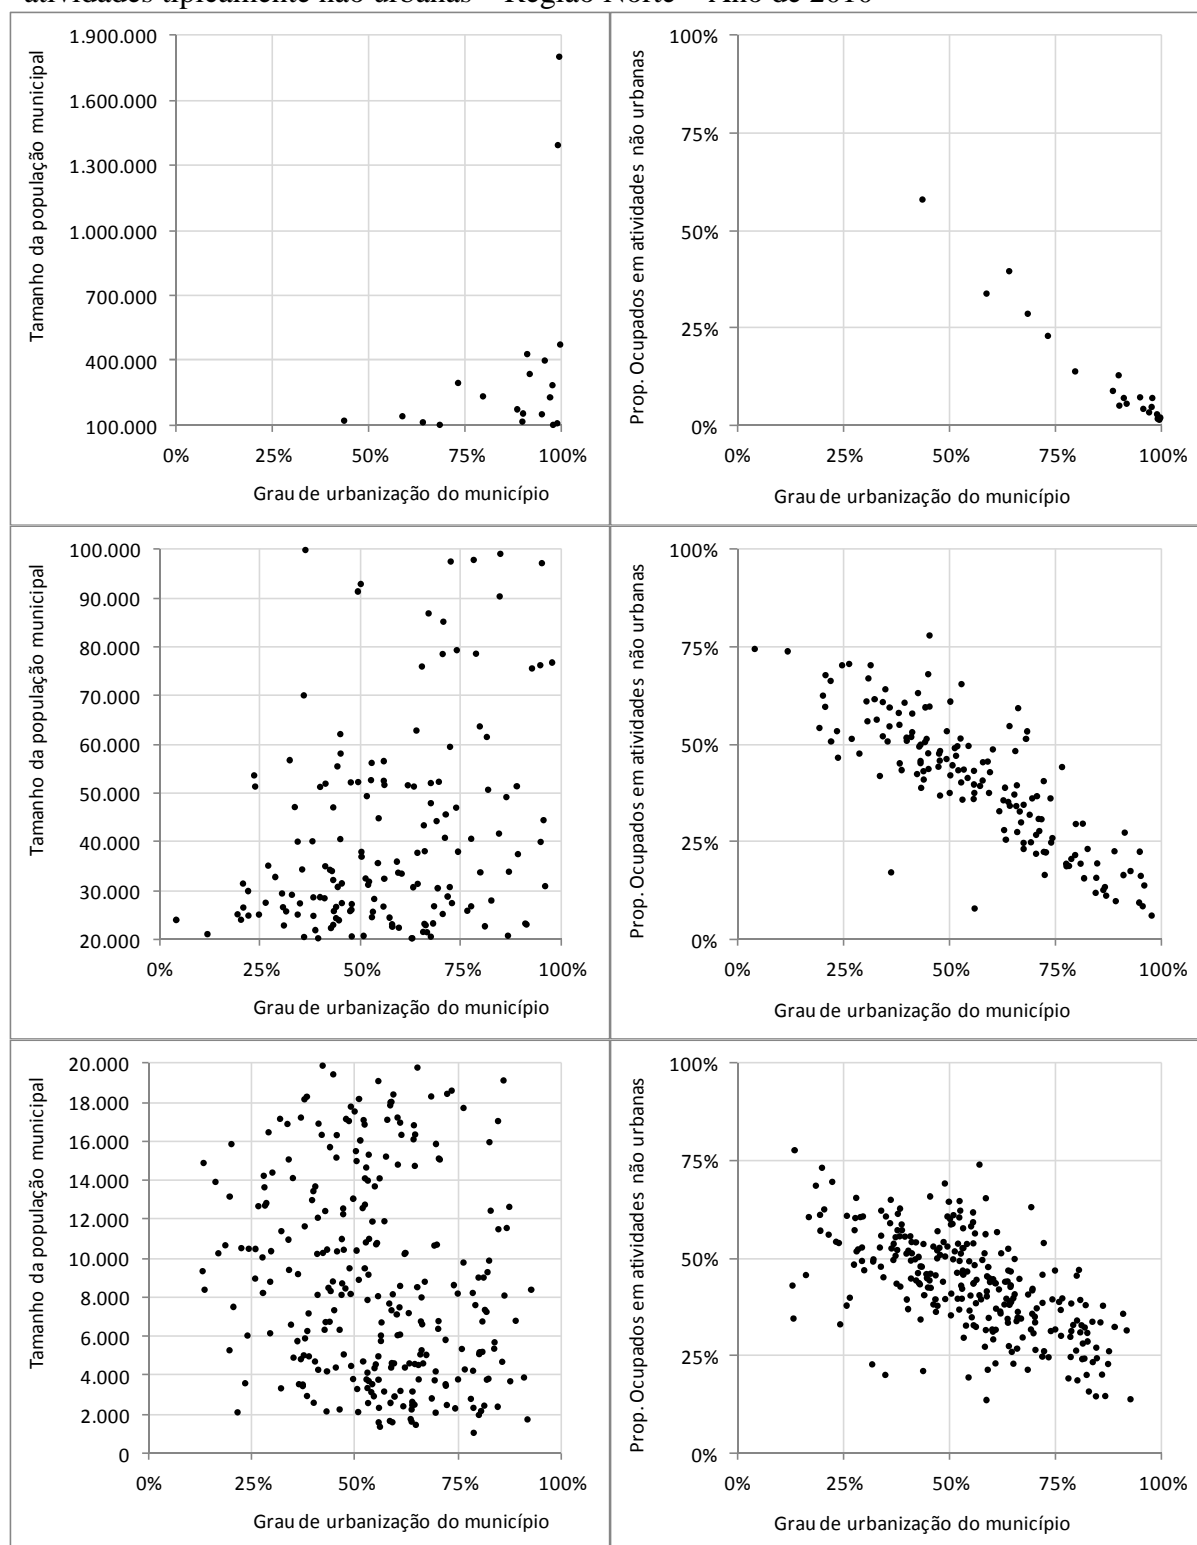 atividades tipicamente não urbanas – Região Norte – Ano de 2010
Tamanho da população municipal
1.900.000
1.600.000
1.300.000
1.000.000
700.000
400.000
100.000
0% 25% 50% 75% 100%
Grau de urbanização do município
Prop. Ocupados em atividades não urbanas
100%
75%
50%
25%
0%
0% 25% 50% 75% 100%
Grau de urbanização do município
Tamanho da população municipal
100.000
90.000
80.000
70.000
60.000
50.000
40.000
30.000
20.000
0% 25% 50% 75% 100%
Grau de urbanização do município
Prop. Ocupados em atividades não urbanas
100%
75%
50%
25%
0%
0% 25% 50% 75% 100%
Grau de urbanização do município
Tamanho da população municipal
20.000
18.000
16.000
14.000
12.000
10.000
8.000
6.000
4.000
2.000
0
0% 25% 50% 75% 100%
Grau de urbanização do município
Prop. Ocupados em atividades não urbanas
100%
75%
50%
25%
0%
0% 25% 50% 75% 100%
Grau de urbanização do município